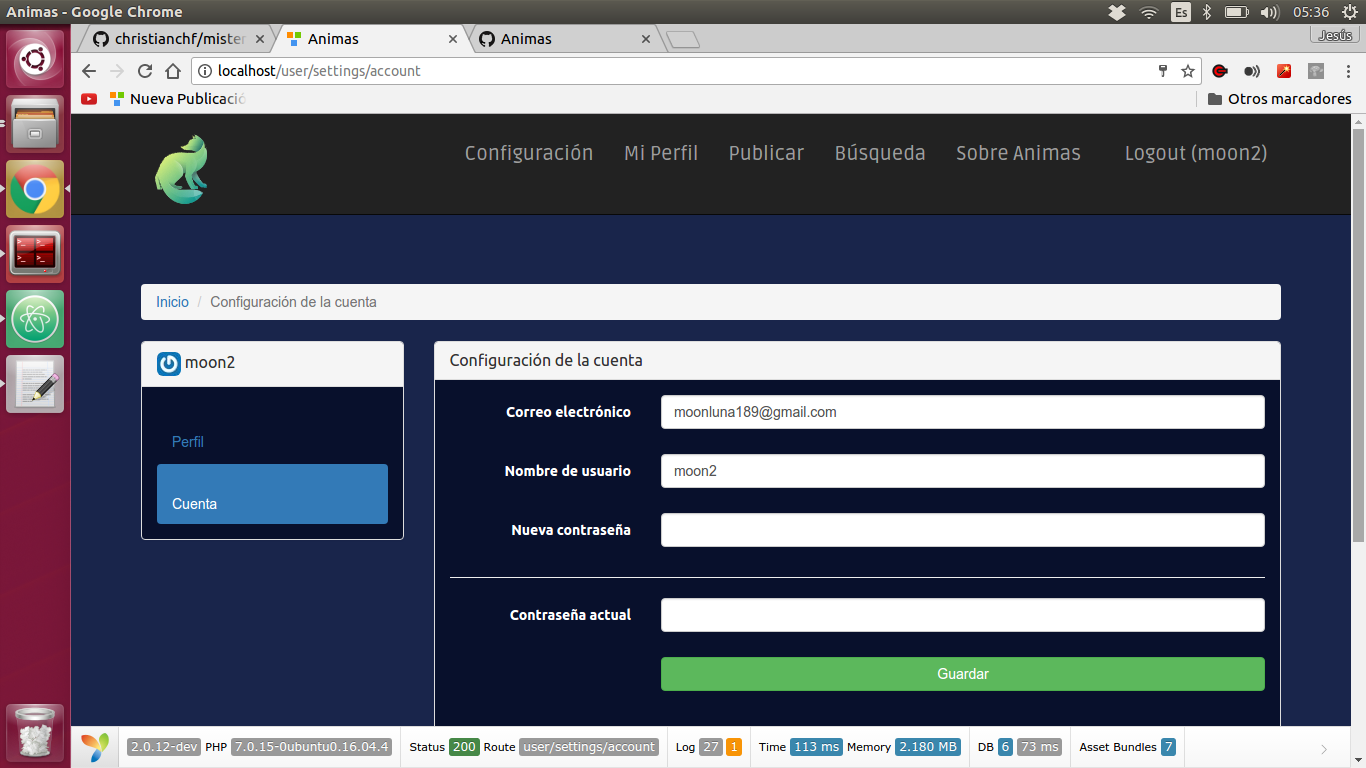 Animas - Google Chrome
Es
05:36
christianchf/mister
Animas
Animas
Jesús
localhost/user/settings/account
Nueva Publicació
Otros marcadores
Configuración
Mi Perfil
Publicar
Búsqueda
Sobre Animas
Logout (moon2)
Inicio / Configuración de la cuenta
moon2
Perfil
Cuenta
Configuración de la cuenta
Correo electrónico
moonluna189@gmail.com
Nombre de usuario
moon2
Nueva contraseña
Contraseña actual
Guardar
2.0.12-dev PHP 7.0.15-0ubuntu0.16.04.4 Status 200 Route user/settings/account Log 27 1 Time 113 ms Memory 2.180 MB DB 6 73 ms Asset Bundles 7